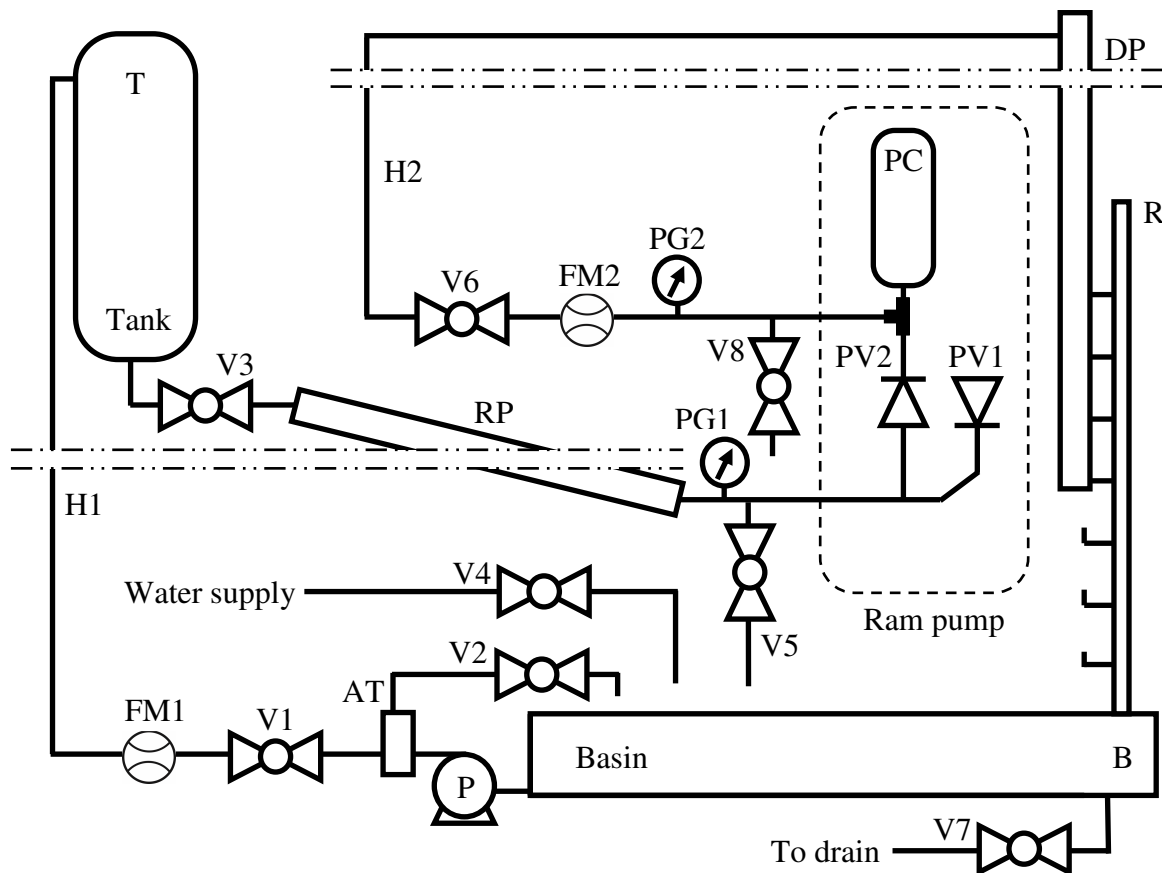 T
DP
PC
H2
R
PG2
V6
FM2
Tank
V3
V8
PV2
PV1
RP
PG1
H1
V4
Water supply
Ram pump
V5
V2
AT
FM1
V1
Basin
B
P
V7
To drain